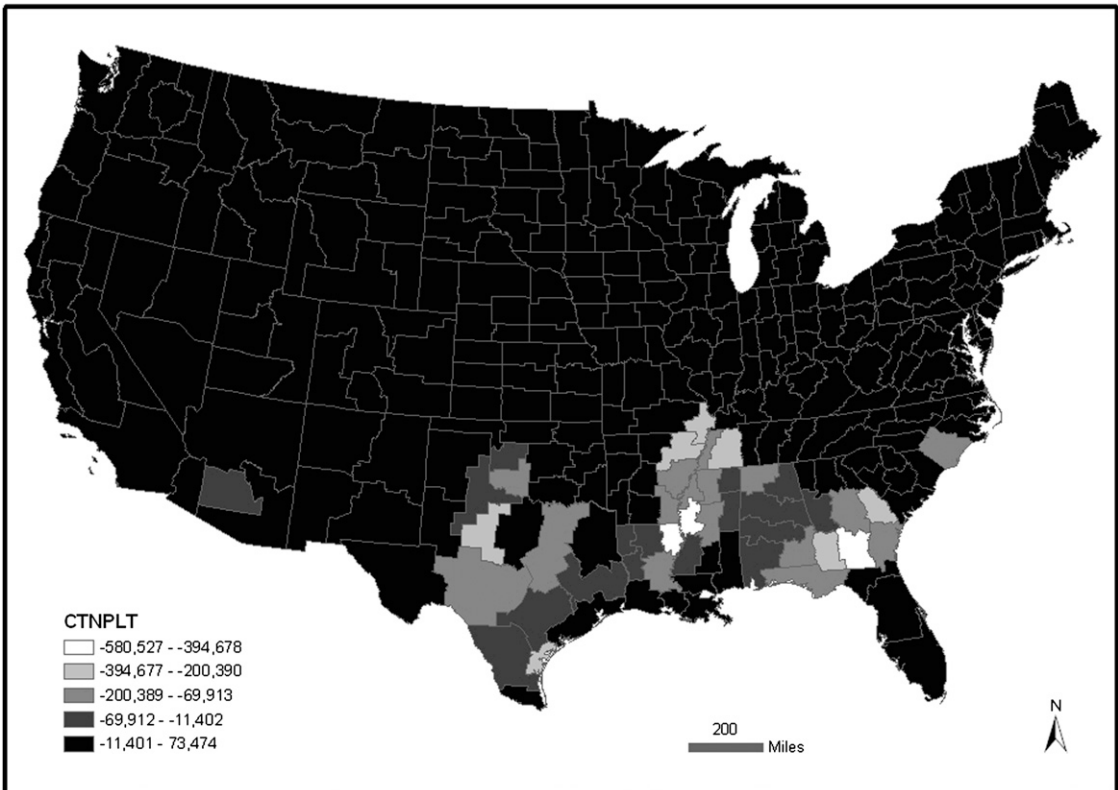 CTNPLT
-580,527 - -394,678
-394,677 - -200,390
-200,389 - -69,913
-69,912 - -11,402
-11,401 - 73,474
200
Miles
N